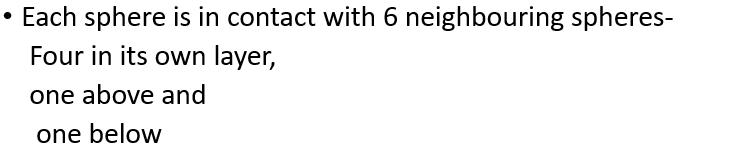 • Each sphere is in contact with 6 neighbouring spheres-
Four in its own layer,
one above and
one below